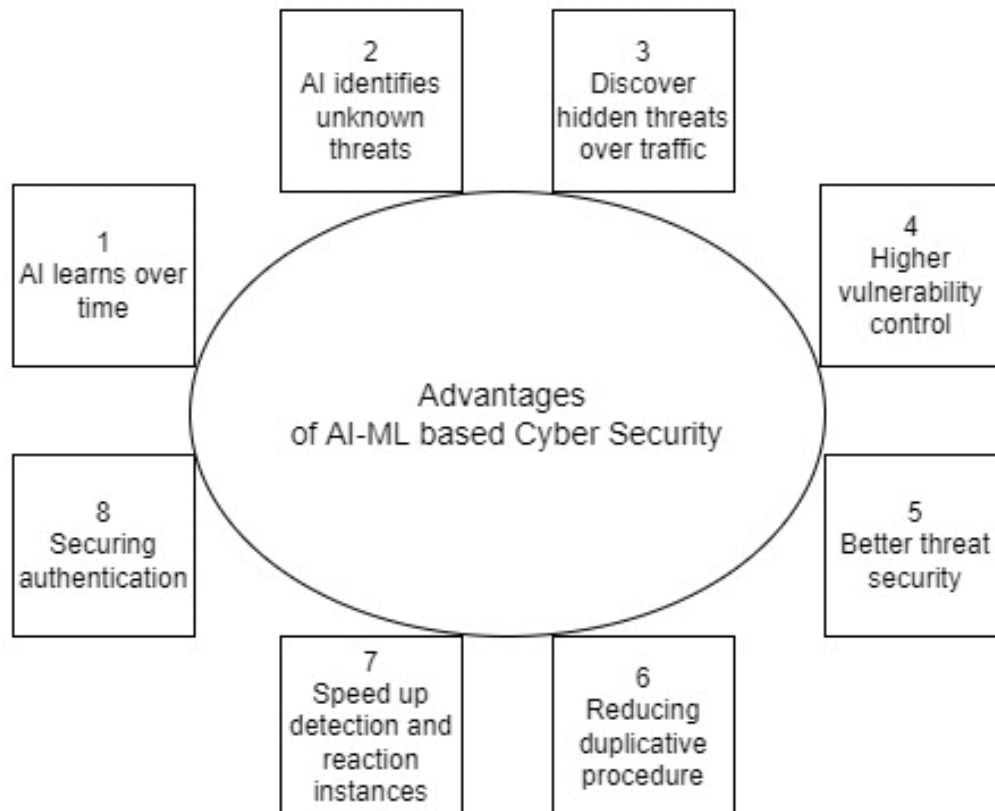 2
AI identifies
unknown
threats
3
Discover
hidden threats
over traffic
1
AI learns over
time
4
Higher
vulnerability
control
Advantages
of AI-ML based Cyber Security
8
Securing
authentication
5
Better threat
security
7
Speed up
detection and
reaction
instances
6
Reducing
duplicative
procedure